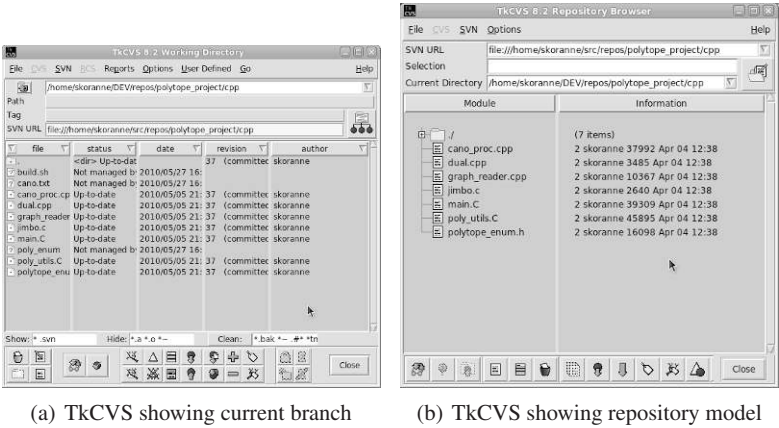 TkCVS 8.2 Working Directory
File CVS SVN RCS Reports Options User Defined Go Help
/home/skoranne/DEV/repos/polytope_project/cpp
Path
Tag
SVN URL file:///home/skoranne/src/repos/polytope_project/cpp
file status date revision author
. <dir> Up-to-dat 37 (committec skoranne
build.sh Not managed b 2010/05/27 16:
cano.txt Not managed b 2010/05/27 16:
cano_proc.cp Up-to-date 2010/05/05 21: 37 (committec skoranne
dual.cpp Up-to-date 2010/05/05 21: 37 (committec skoranne
graph_reader Up-to-date 2010/05/05 21: 37 (committec skoranne
jimbo.c Up-to-date 2010/05/05 21: 37 (committec skoranne
main.C Up-to-date 2010/05/05 21: 37 (committec skoranne
poly_enum Not managed b 2010/05/27 16:
poly_utils.C Up-to-date 2010/05/05 21: 37 (committec skoranne
polytope_enu Up-to-date 2010/05/05 21: 37 (committec skoranne
Show: * .svn Hide: *.a *.o *~ Clean: *.bak *~ .#* *tn
Close
(a) TkCVS showing current branch
TkCVS 8.2 Repository Browser
File CVS SVN Options Help
SVN URL file:///home/skoranne/src/repos/polytope_project/cpp
Selection
Current Directory /home/skoranne/DEV/repos/polytope_project/cpp
Module Information
./ (7 items)
cano_proc.cpp 2 skoranne 37992 Apr 04 12:38
dual.cpp 2 skoranne 3485 Apr 04 12:38
graph_reader.cpp 2 skoranne 10367 Apr 04 12:38
jimbo.c 2 skoranne 2640 Apr 04 12:38
main.C 2 skoranne 39309 Apr 04 12:38
poly_utils.C 2 skoranne 45895 Apr 04 12:38
polytope_enum.h 2 skoranne 16098 Apr 04 12:38
Close
(b) TkCVS showing repository model